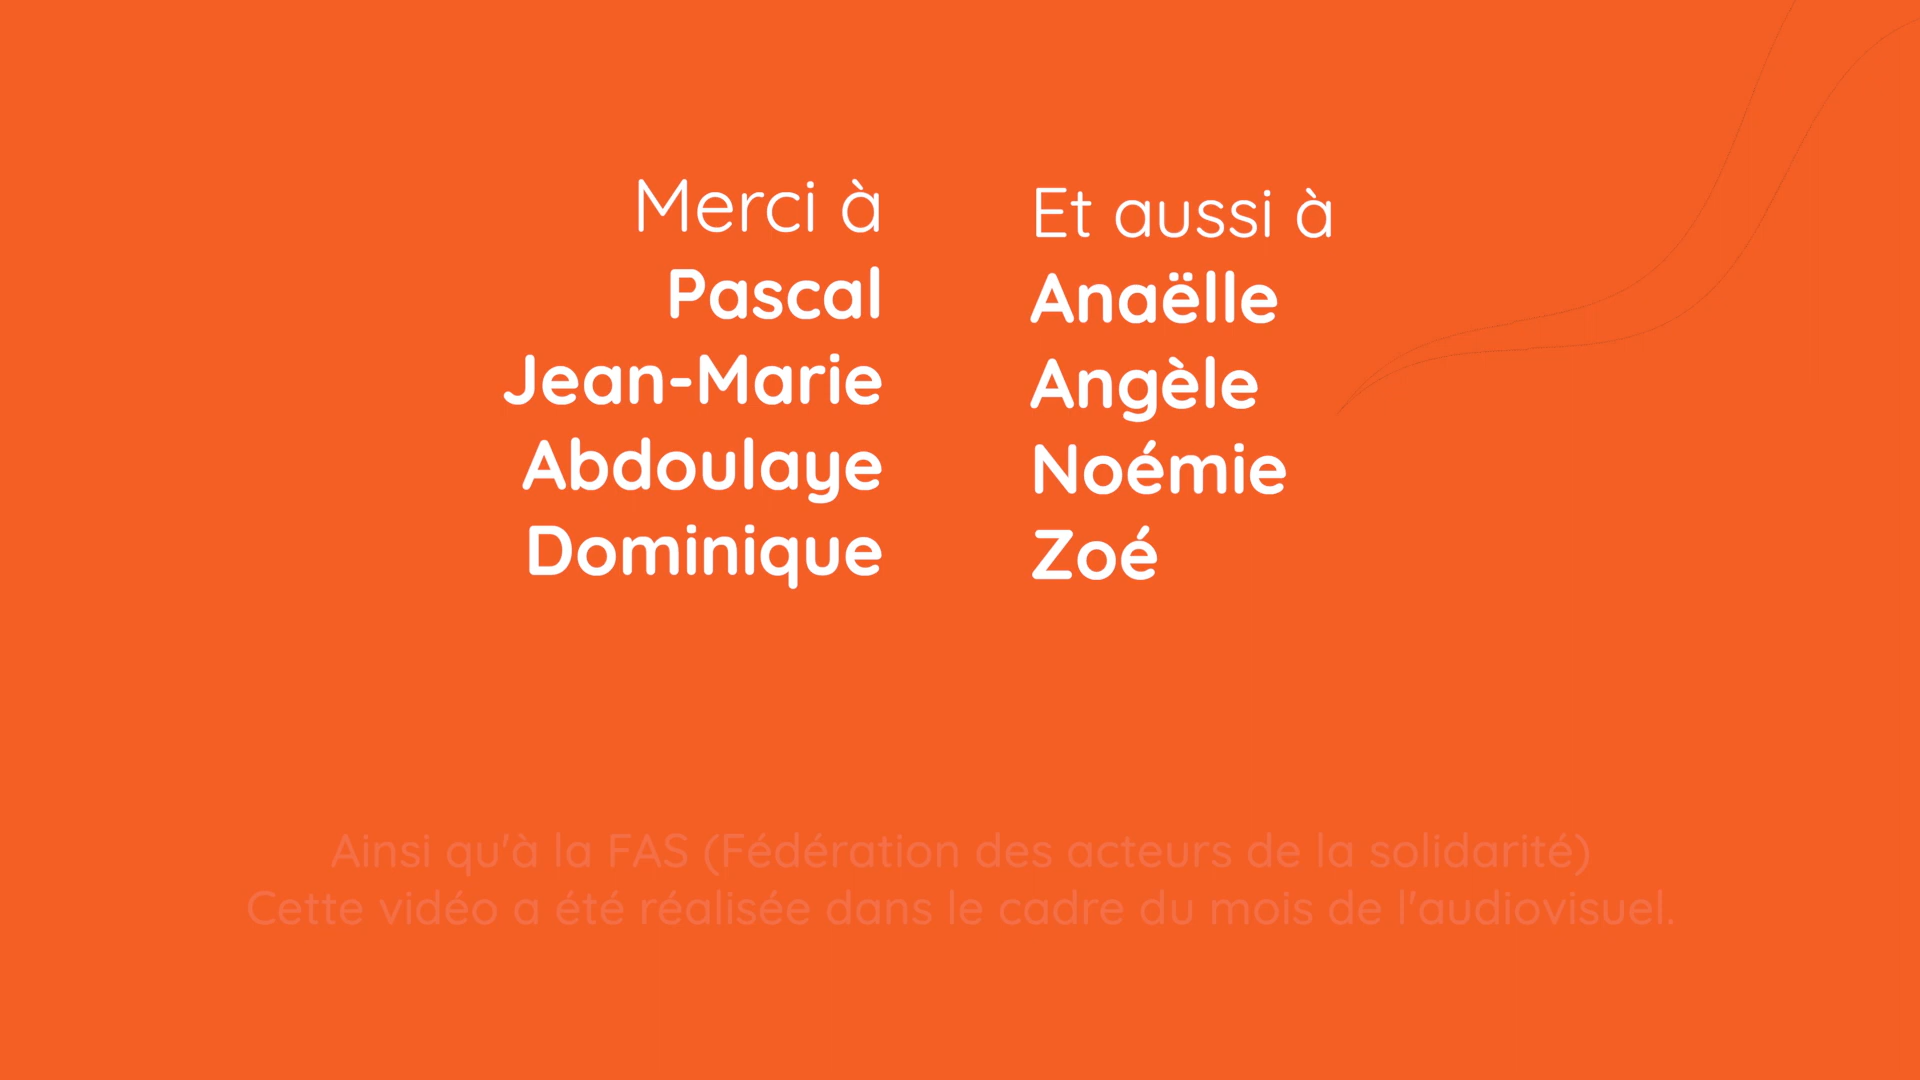 Merci à
Pascal
Jean-Marie
Abdoulaye
Dominique
Et aussi à
Anaëlle
Angèle
Noémie
Zoé
Ainsi qu'à la FAS (Fédération des acteurs de la solidarité)
Cette vidéo a été réalisée dans le cadre du mois de l'audiovisuel.